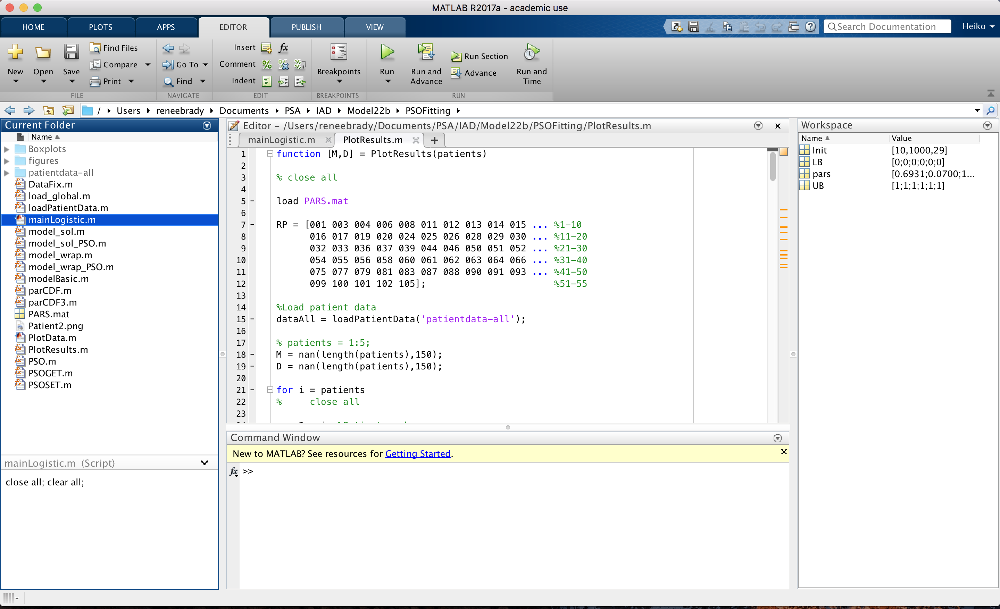 MATLAB R2017a - academic use
HOME PLOTS APPS EDITOR PUBLISH VIEW
Search Documentation
Heiko
New
Open
Save
Find Files
Compare
Print
FILE
Go To
Find
NAVIGATE
Insert
Comment
Indent
EDIT
Breakpoints
BREAKPOINTS
Run
Run and Advance
Run Section
Advance
Run and Time
RUN
/ Users reneebrady Documents PSA IAD Model22b PSOFitting
Current Folder
Name
Boxplots
figures
patientdata-all
DataFix.m
load_global.m
loadPatientData.m
mainLogistic.m
model_sol.m
model_sol_PSO.m
model_wrap.m
model_wrap_PSO.m
modelBasic.m
parCDF.m
parCDF3.m
PARS.mat
Patient2.png
PlotData.m
PlotResults.m
PSO.m
PSOGET.m
PSOSET.m
mainLogistic.m (Script)
close all; clear all;
Editor - /Users/reneebrady/Documents/PSA/IAD/Model22b/PSOFitting/PlotResults.m
mainLogistic.m PlotResults.m +
1 function [M,D] = PlotResults(patients)
2
3 % close all
4
5 - load PARS.mat
6
7 - RP = [001 003 004 006 008 011 012 013 014 015 ... %1-10
8 016 017 019 020 024 025 026 028 029 030 ... %11-20
9 032 033 036 037 039 044 046 050 051 052 ... %21-30
10 054 055 056 058 060 061 062 063 064 066 ... %31-40
11 075 077 079 081 083 087 088 090 091 093 ... %41-50
12 099 100 101 102 105]; %51-55
13
14 %Load patient data
15 - dataAll = loadPatientData('patientdata-all');
16
17 % patients = 1:5;
18 - M = nan(length(patients),150);
19 - D = nan(length(patients),150);
20
21 - for i = patients
22 % close all
23
Command Window
New to MATLAB? See resources for Getting Started.
fx >>
Workspace
Name Value
Init [10,1000,29]
LB [0;0;0;0;0;0]
pars [0.6931;0.0700;1...
UB [1;1;1;1;1;1]